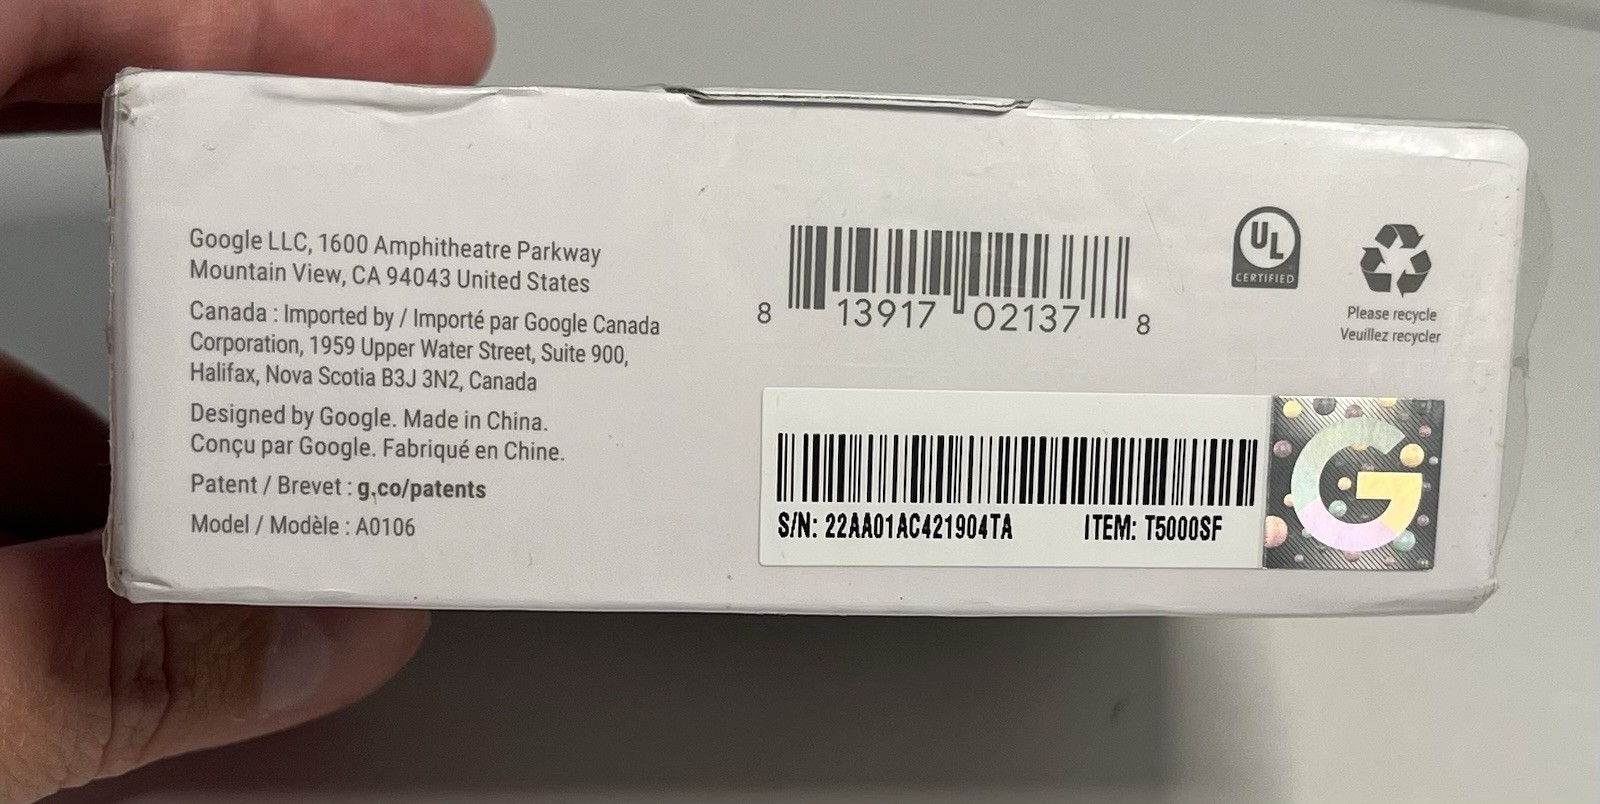 Google LLC, 1600 Amphitheatre Parkway
Mountain View, CA 94043 United States
Canada : Imported by / Importé par Google Canada
Corporation, 1959 Upper Water Street, Suite 900,
Halifax, Nova Scotia B3J 3N2, Canada
Designed by Google. Made in China.
Conçu par Google. Fabriqué en Chine.
Patent / Brevet : g.co/patents
Model / Modèle : A0106
8 13917 02137 8
UL
CERTIFIED
Please recycle
Veuillez recycler
S/N: 22AA01AC421904TA ITEM: T5000SF
G